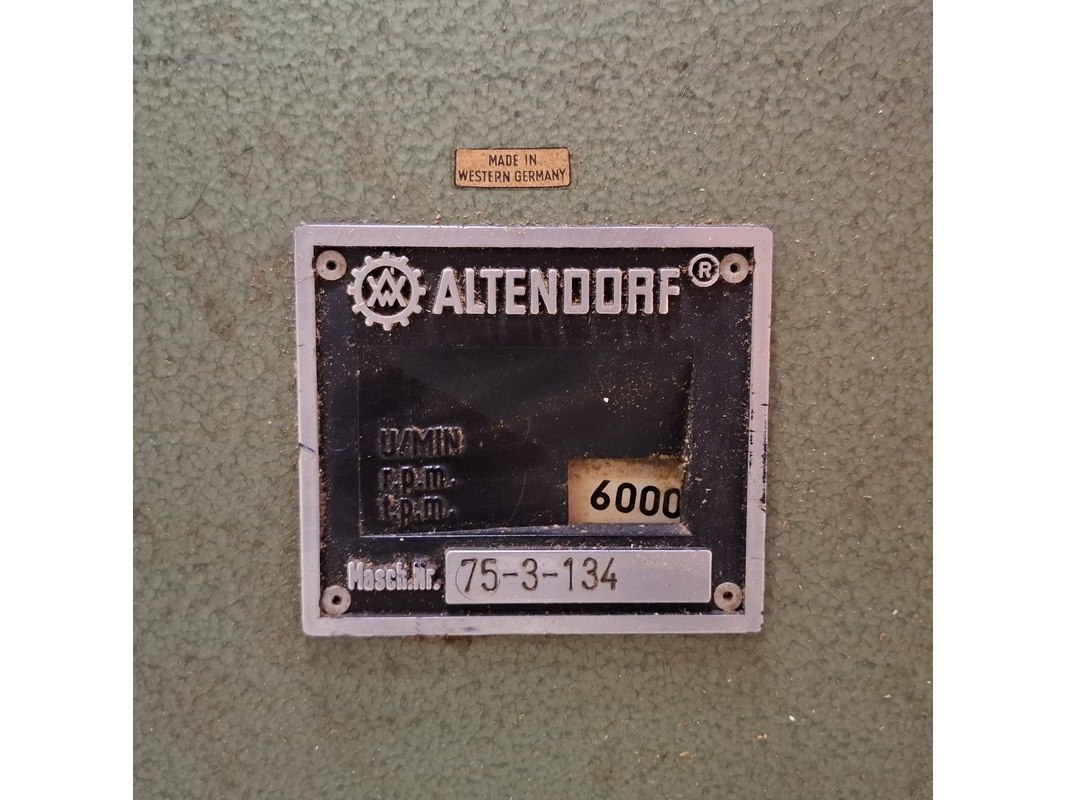 MADE IN
WESTERN GERMANY
ALTENDORF ®
U/MIN
r.p.m.
t.p.m.
6000
Masch.Nr. 75-3-134